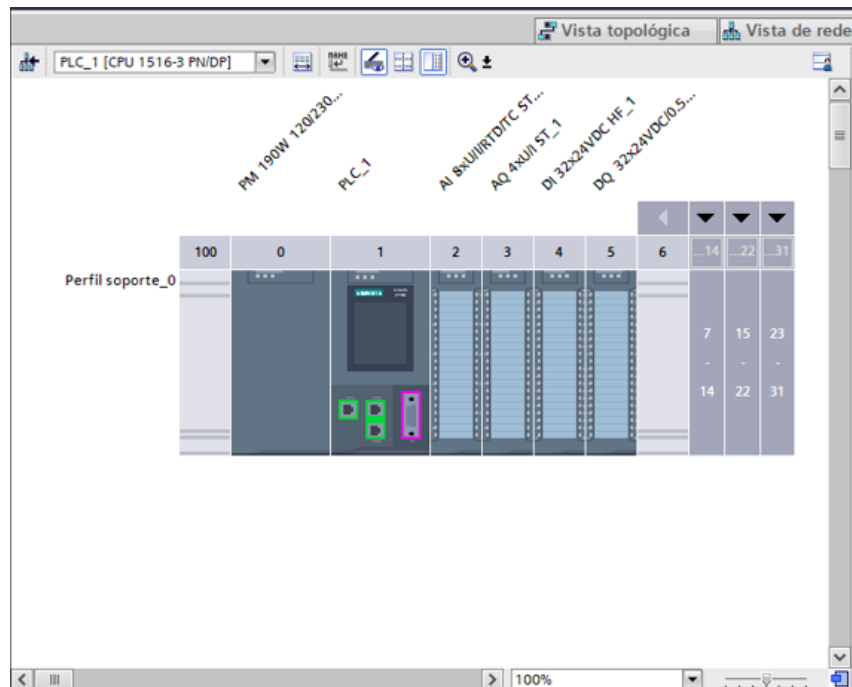 Vista topológica
Vista de rede
PLC_1 [CPU 1516-3 PN/DP]
PM 190W 120/230...
PLC_1
AI 8xU/I/RTD/TC ST...
AQ 4xU/I ST_1
DI 32x24VDC HF_1
DQ 32x24VDC/0.5...
100 0 1 2 3 4 5 6 ...14 ...22 ...31
Perfil soporte_0
SIEMENS
7 15 23
- - -
14 22 31
100%